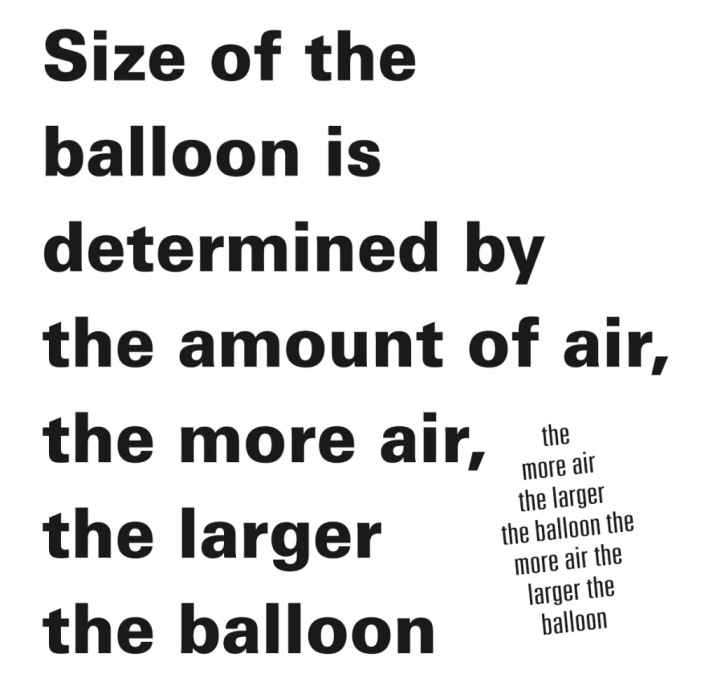 Size of the
balloon is
determined by
the amount of air,
the more air,
the larger
the balloon
the
more air
the larger
the balloon the
more air the
larger the
balloon